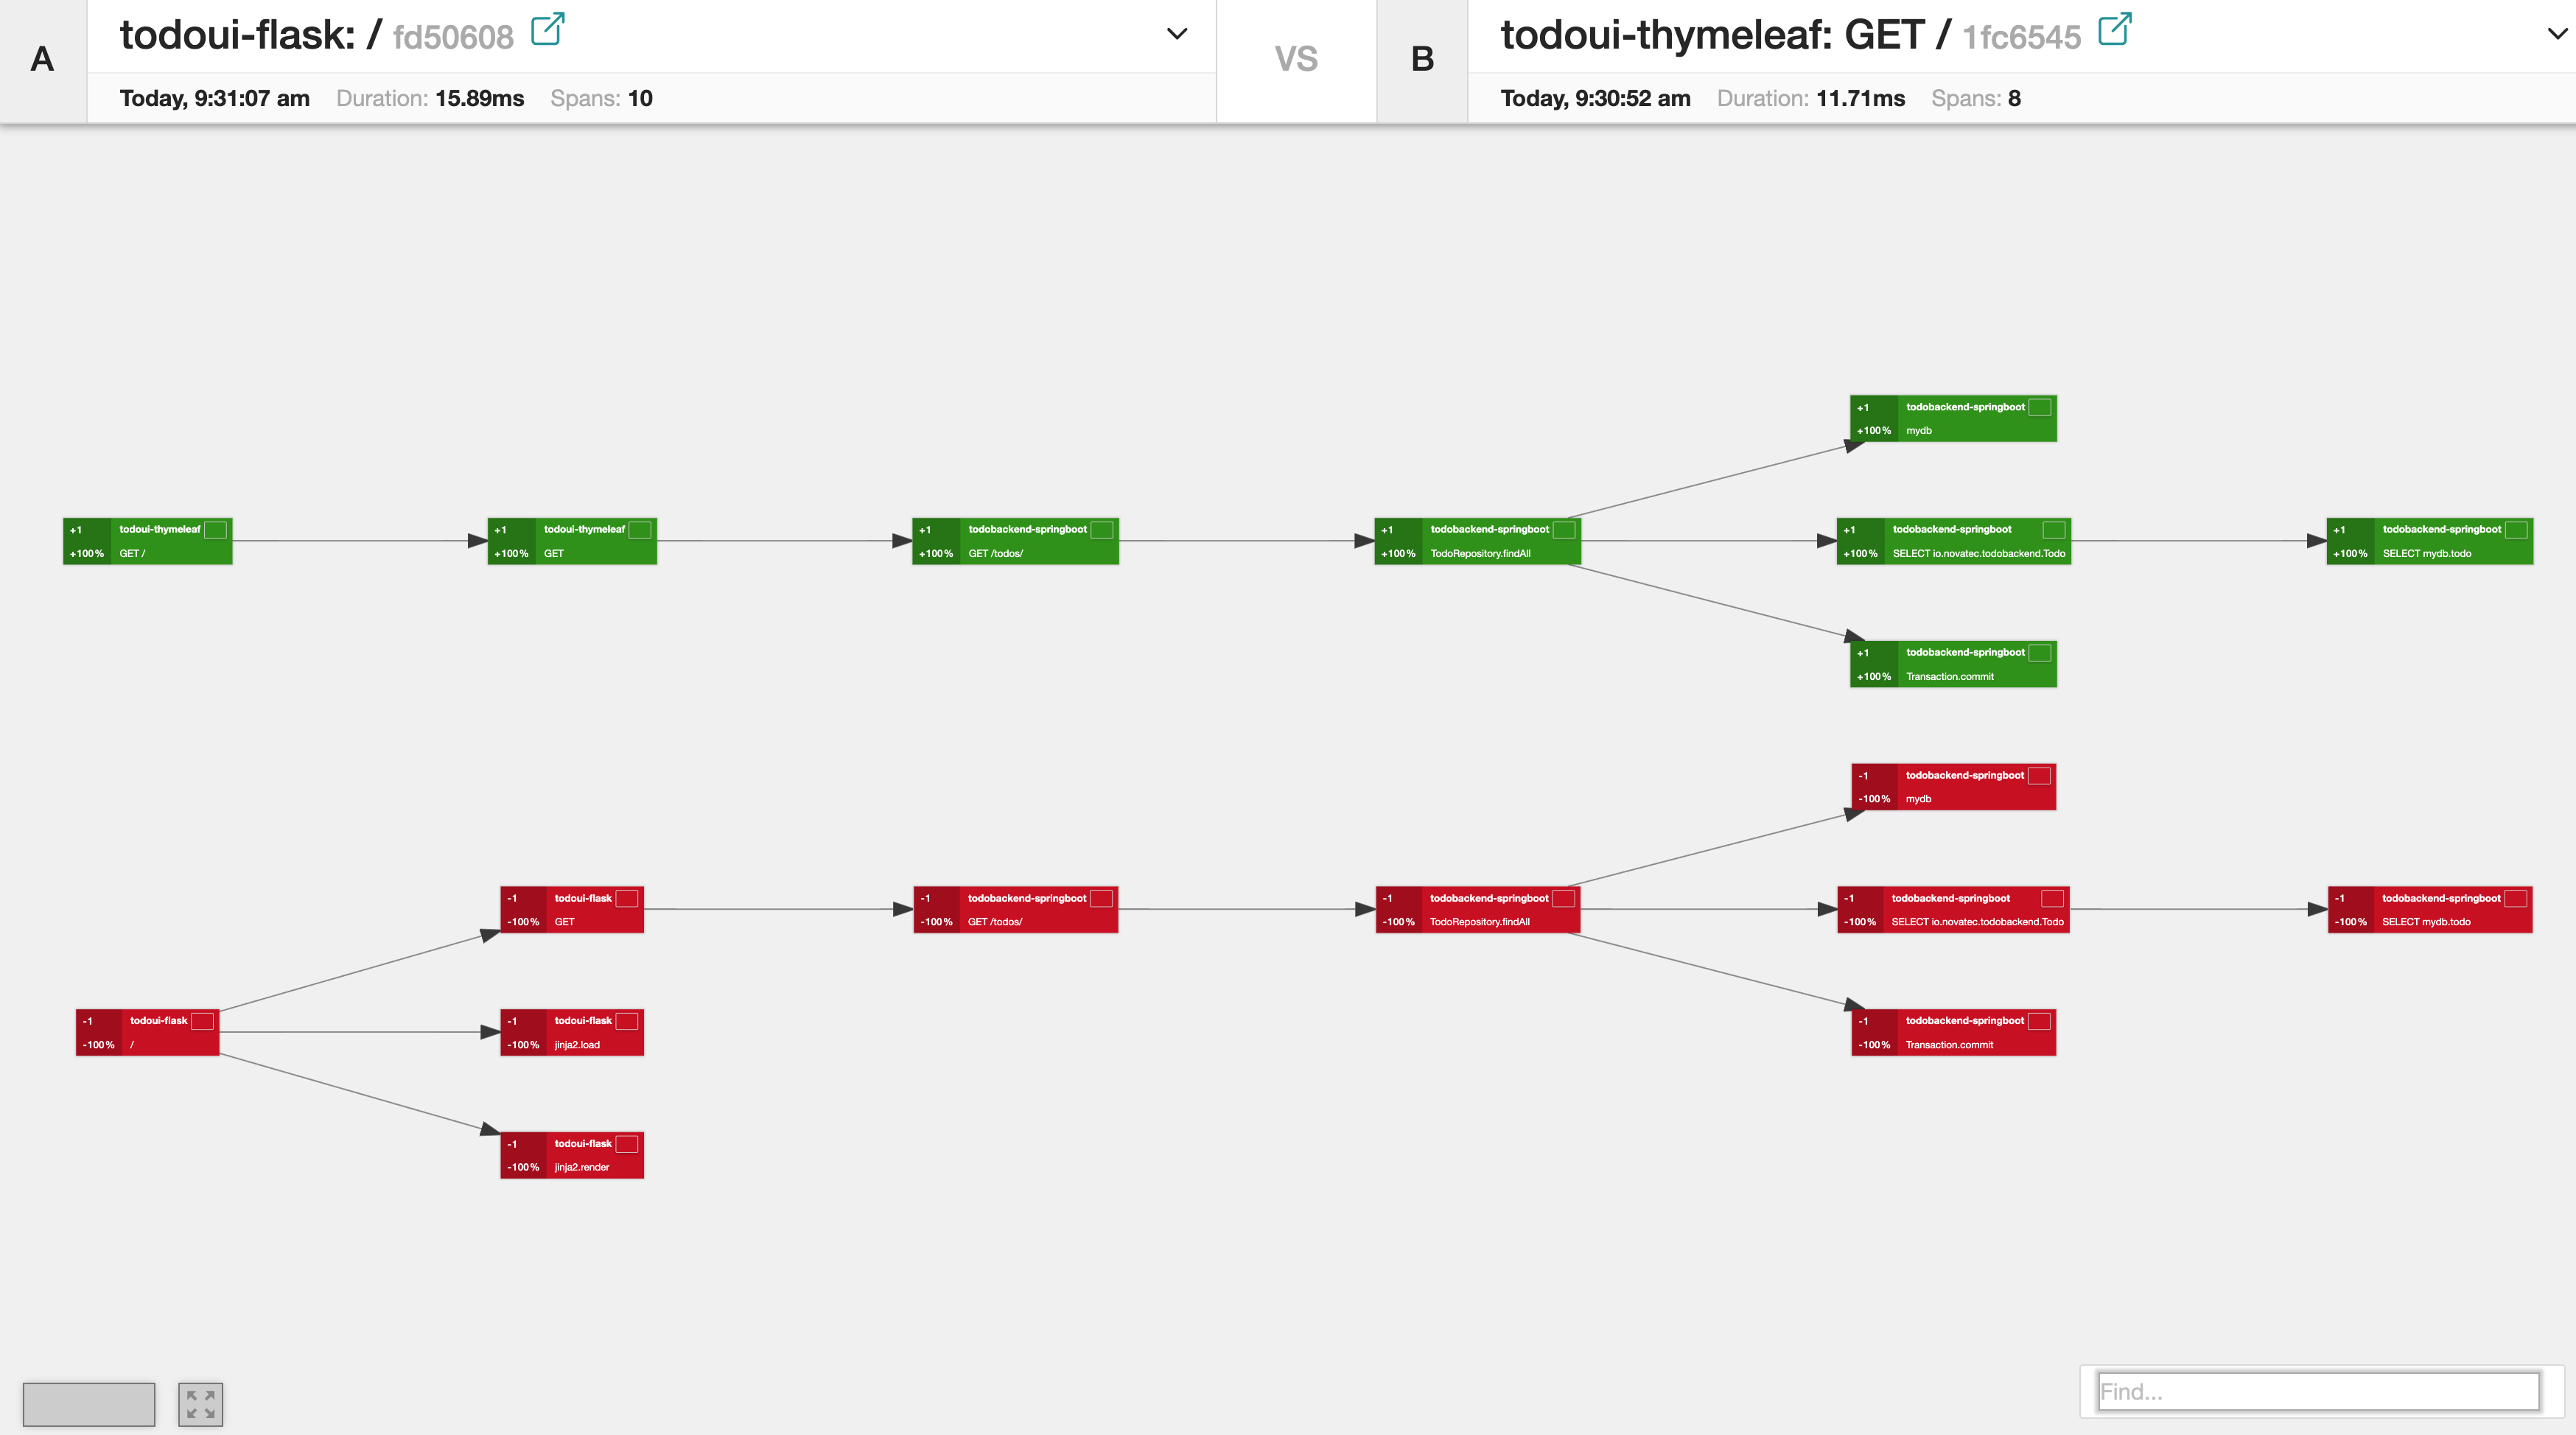 A
todoui-flask: / fd50608
Today, 9:31:07 am Duration: 15.89ms Spans: 10
VS
B
todoui-thymeleaf: GET / 1fc6545
Today, 9:30:52 am Duration: 11.71ms Spans: 8
+1 todobackend-springboot
+100% mydb
+1 todoui-thymeleaf
+100% GET /
+1 todoui-thymeleaf
+100% GET
+1 todobackend-springboot
+100% GET /todos/
+1 todobackend-springboot
+100% TodoRepository.findAll
+1 todobackend-springboot
+100% SELECT io.novatec.todobackend.Todo
+1 todobackend-springboot
+100% SELECT mydb.todo
+1 todobackend-springboot
+100% Transaction.commit
-1 todobackend-springboot
-100% mydb
-1 todoui-flask
-100% GET
-1 todobackend-springboot
-100% GET /todos/
-1 todobackend-springboot
-100% TodoRepository.findAll
-1 todobackend-springboot
-100% SELECT io.novatec.todobackend.Todo
-1 todobackend-springboot
-100% SELECT mydb.todo
-1 todoui-flask
-100% /
-1 todoui-flask
-100% jinja2.load
-1 todobackend-springboot
-100% Transaction.commit
-1 todoui-flask
-100% jinja2.render
Find...